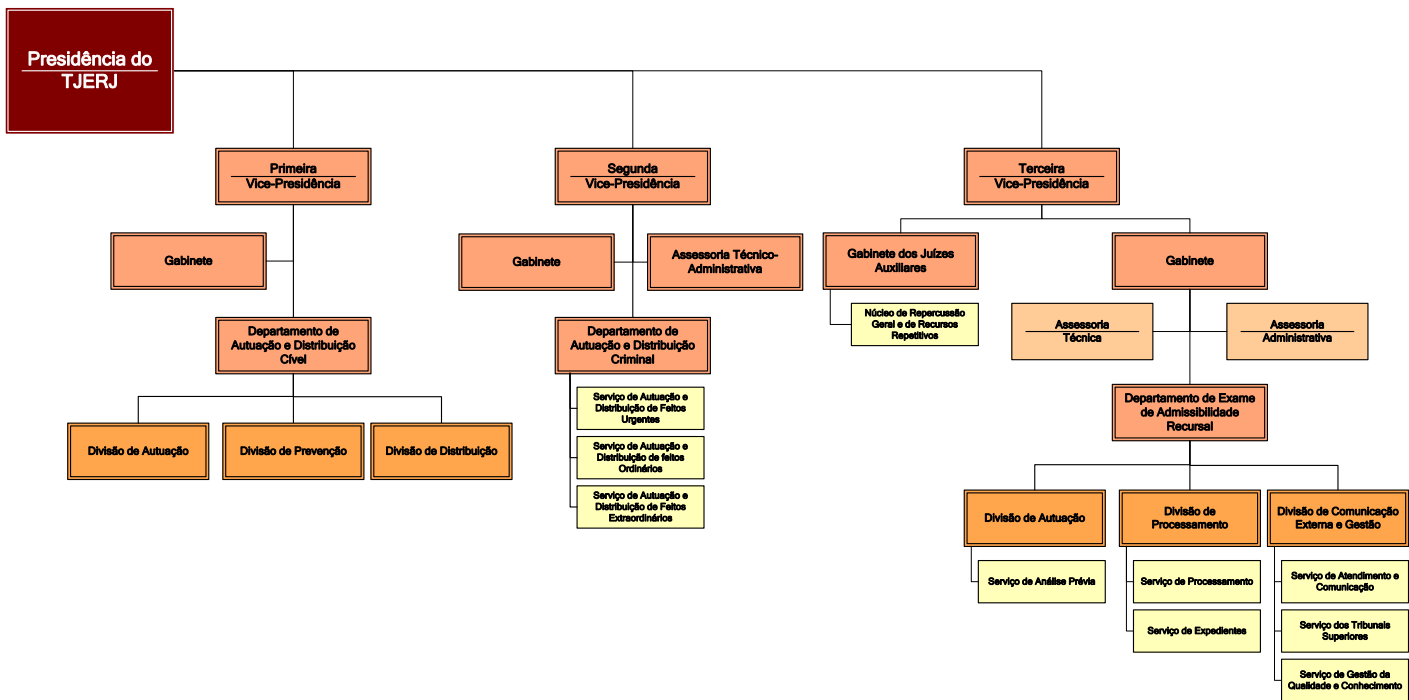 Presidência do
TJERJ
Primeira
Vice-Presidência
Segunda
Vice-Presidência
Terceira
Vice-Presidência
Gabinete
Gabinete
Assessoria Técnico-
Administrativa
Gabinete dos Juízes
Auxiliares
Gabinete
Núcleo de Repercussão
Geral e de Recursos
Repetitivos
Assessoria
Técnica
Assessoria
Administrativa
Departamento de
Autuação e Distribuição
Cível
Departamento de
Autuação e Distribuição
Criminal
Departamento de Exame
de Admissibilidade
Recursal
Serviço de Autuação e
Distribuição de Feitos
Urgentes
Serviço de Autuação e
Distribuição de feitos
Ordinários
Serviço de Autuação e
Distribuição de Feitos
Extraordinários
Divisão de Autuação
Divisão de Prevenção
Divisão de Distribuição
Divisão de Autuação
Divisão de
Processamento
Divisão de Comunicação
Externa e Gestão
Serviço de Análise Prévia
Serviço de Processamento
Serviço de Atendimento e
Comunicação
Serviço de Expedientes
Serviço dos Tribunais
Superiores
Serviço de Gestão da
Qualidade e Conhecimento